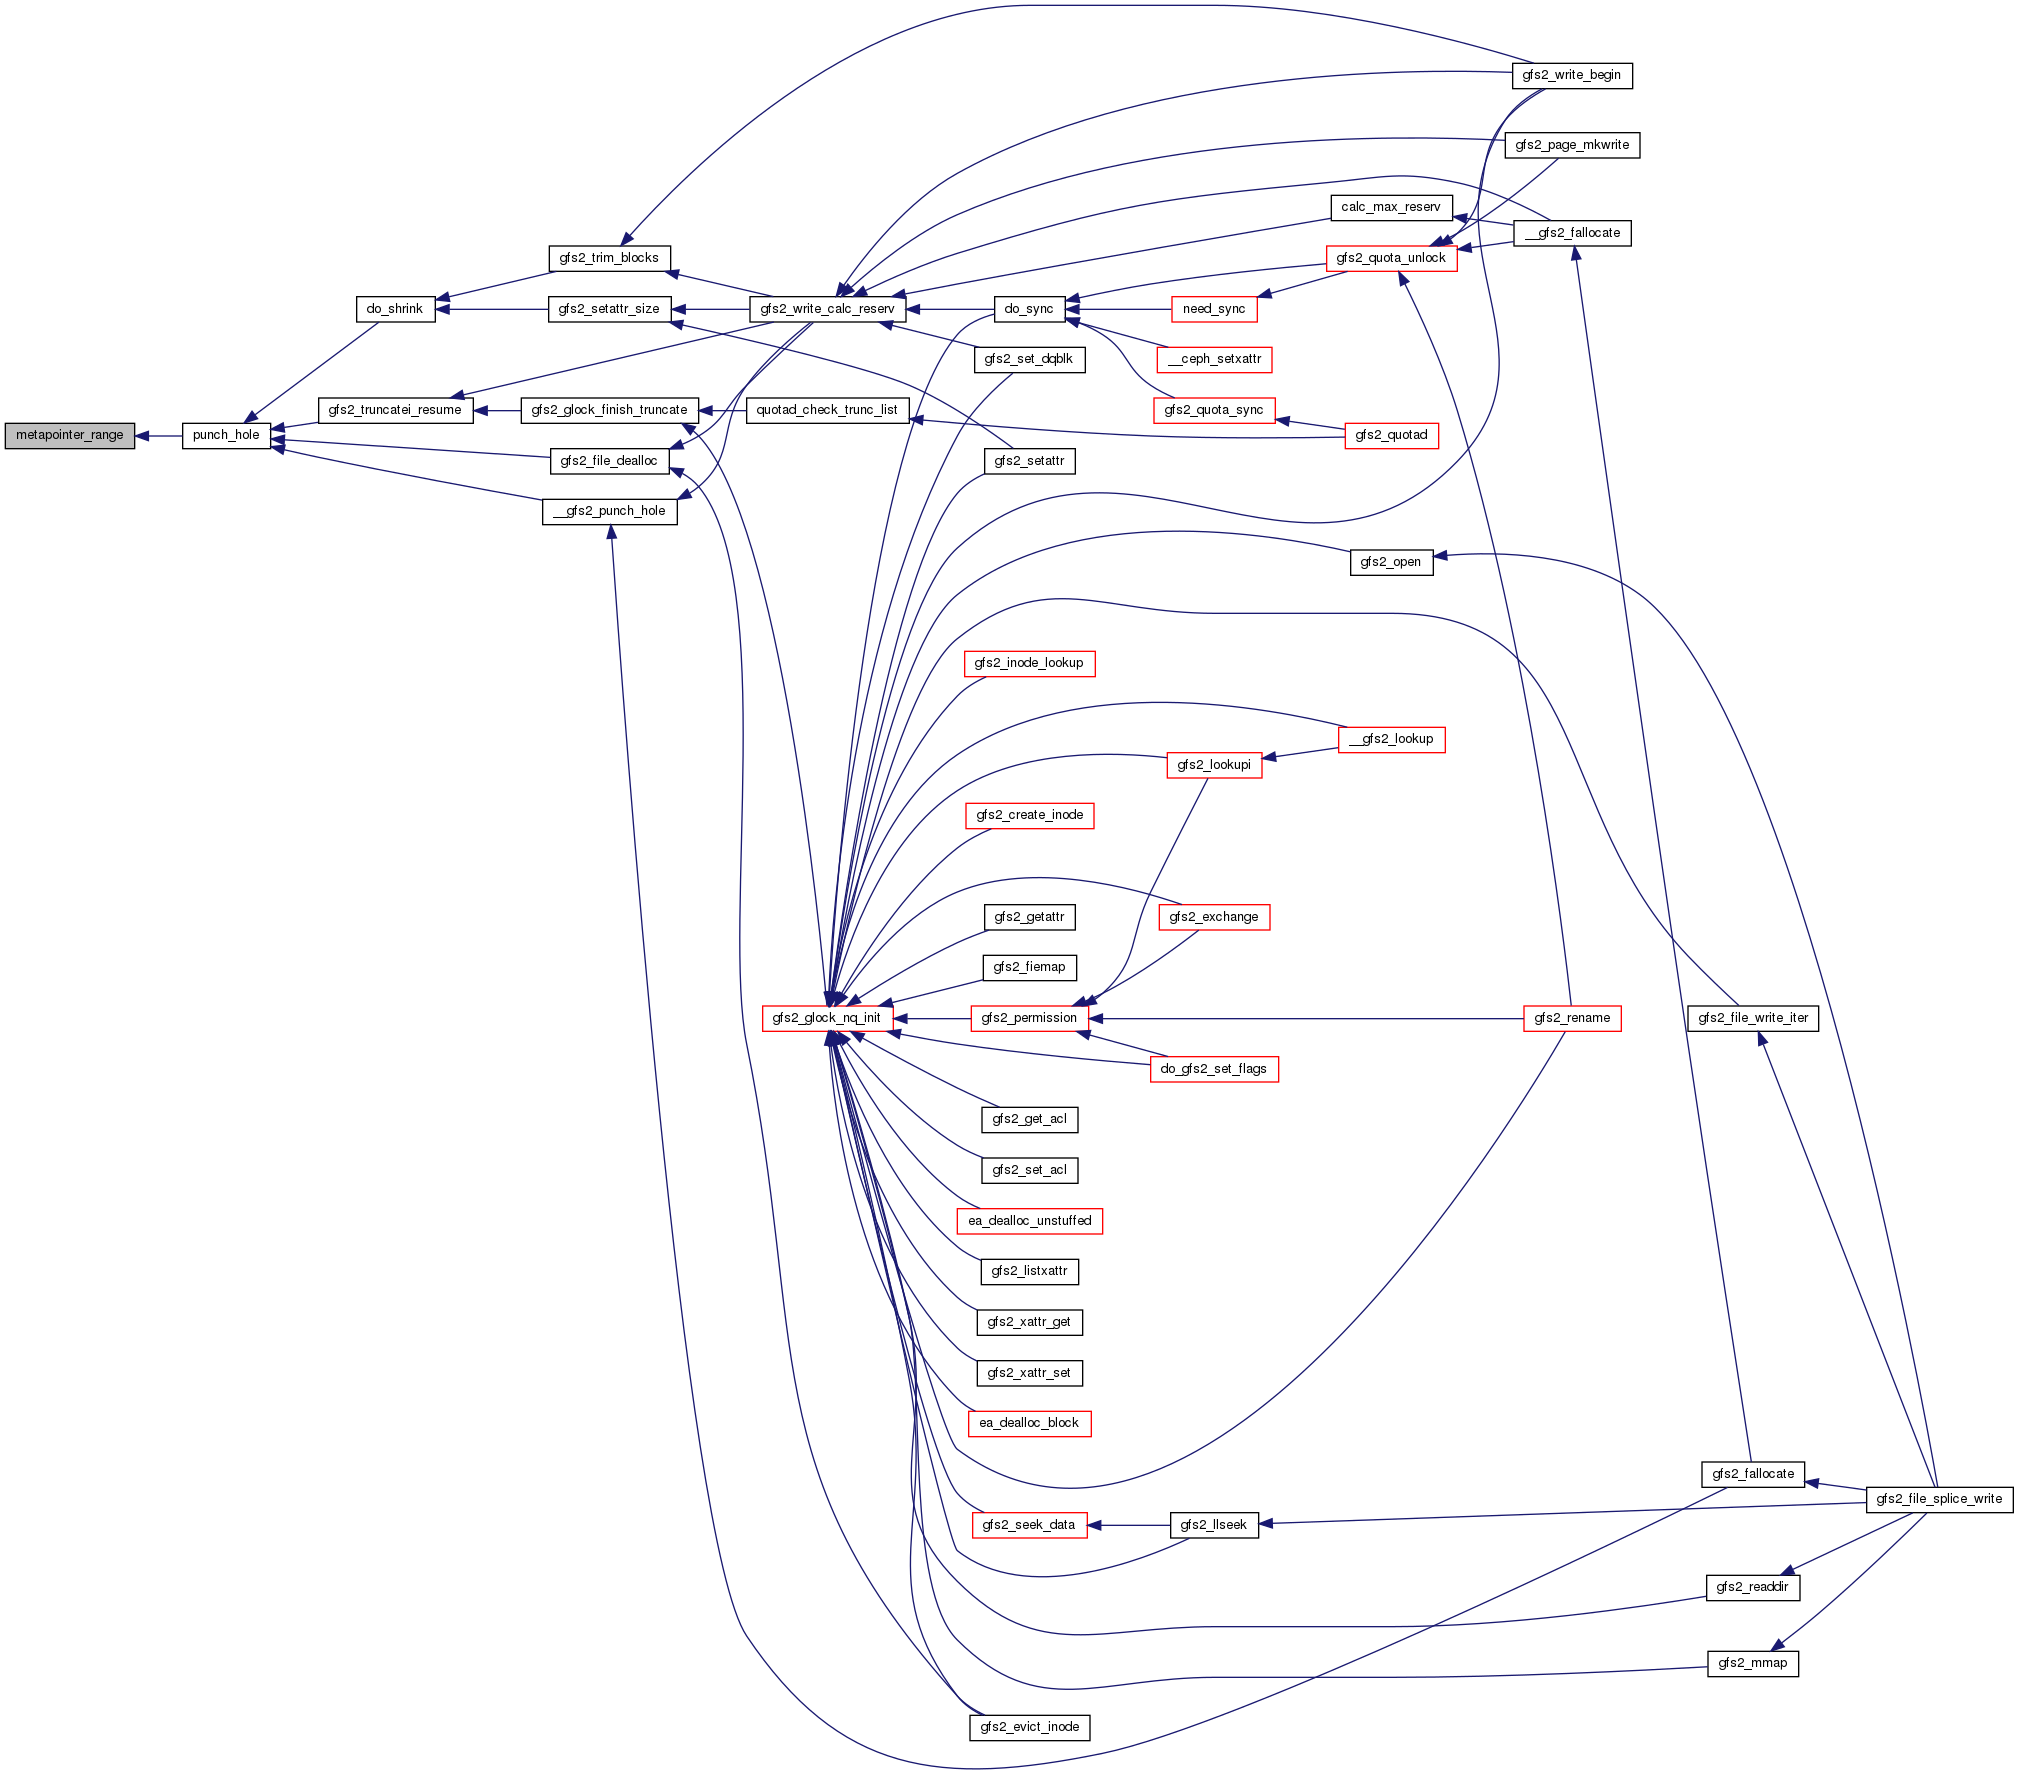 metapointer_range
punch_hole
do_shrink
gfs2_truncatei_resume
gfs2_trim_blocks
gfs2_setattr_size
gfs2_glock_finish_truncate
gfs2_file_dealloc
__gfs2_punch_hole
gfs2_write_calc_reserv
quotad_check_trunc_list
gfs2_glock_nq_init
do_sync
gfs2_set_dqblk
gfs2_setattr
gfs2_inode_lookup
gfs2_create_inode
gfs2_getattr
gfs2_fiemap
gfs2_permission
gfs2_get_acl
gfs2_set_acl
ea_dealloc_unstuffed
gfs2_listxattr
gfs2_xattr_get
gfs2_xattr_set
ea_dealloc_block
gfs2_seek_data
gfs2_evict_inode
need_sync
__ceph_setxattr
gfs2_quota_sync
gfs2_lookupi
gfs2_exchange
do_gfs2_set_flags
gfs2_llseek
calc_max_reserv
gfs2_quota_unlock
gfs2_quotad
gfs2_open
__gfs2_lookup
gfs2_write_begin
gfs2_page_mkwrite
__gfs2_fallocate
gfs2_rename
gfs2_file_write_iter
gfs2_fallocate
gfs2_readdir
gfs2_mmap
gfs2_file_splice_write